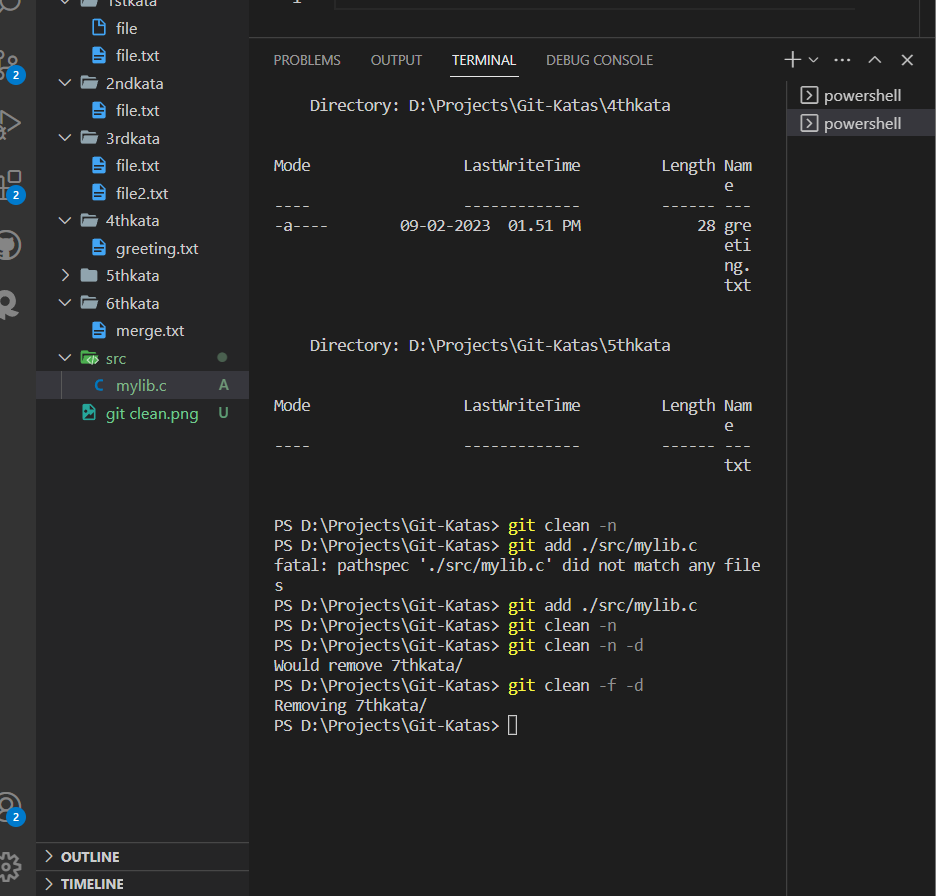 1stkata
file
file.txt
2ndkata
file.txt
3rdkata
file.txt
file2.txt
4thkata
greeting.txt
5thkata
6thkata
merge.txt
src
C mylib.c A
git clean.png U
OUTLINE
TIMELINE
2
2
2
1
PROBLEMS OUTPUT TERMINAL DEBUG CONSOLE
powershell
powershell
Directory: D:\Projects\Git-Katas\4thkata
Mode LastWriteTime Length Nam
e
---- ------------- ------ ---
-a---- 09-02-2023 01.51 PM 28 gre
eti
ng.
txt
Directory: D:\Projects\Git-Katas\5thkata
Mode LastWriteTime Length Nam
e
---- ------------- ------ ---
txt
PS D:\Projects\Git-Katas> git clean -n
PS D:\Projects\Git-Katas> git add ./src/mylib.c
fatal: pathspec './src/mylib.c' did not match any file
s
PS D:\Projects\Git-Katas> git add ./src/mylib.c
PS D:\Projects\Git-Katas> git clean -n
PS D:\Projects\Git-Katas> git clean -n -d
Would remove 7thkata/
PS D:\Projects\Git-Katas> git clean -f -d
Removing 7thkata/
PS D:\Projects\Git-Katas>